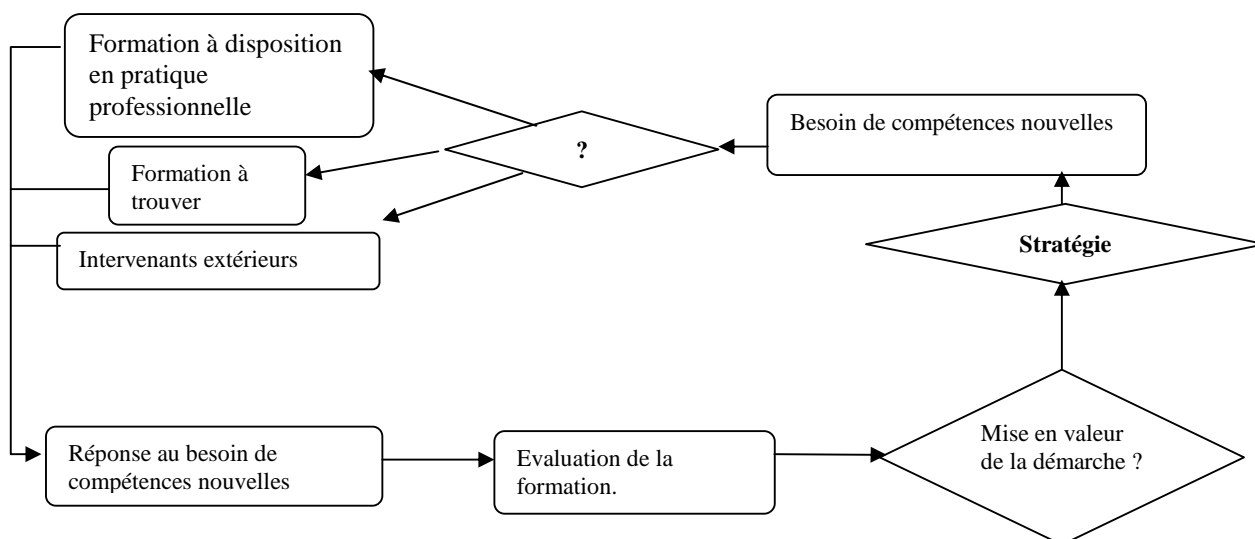 Formation à disposition
en pratique
professionnelle
?
Besoin de compétences nouvelles
Formation à
trouver
Stratégie
Intervenants extérieurs
Réponse au besoin de
compétences nouvelles
Evaluation de la
formation.
Mise en valeur
de la démarche ?